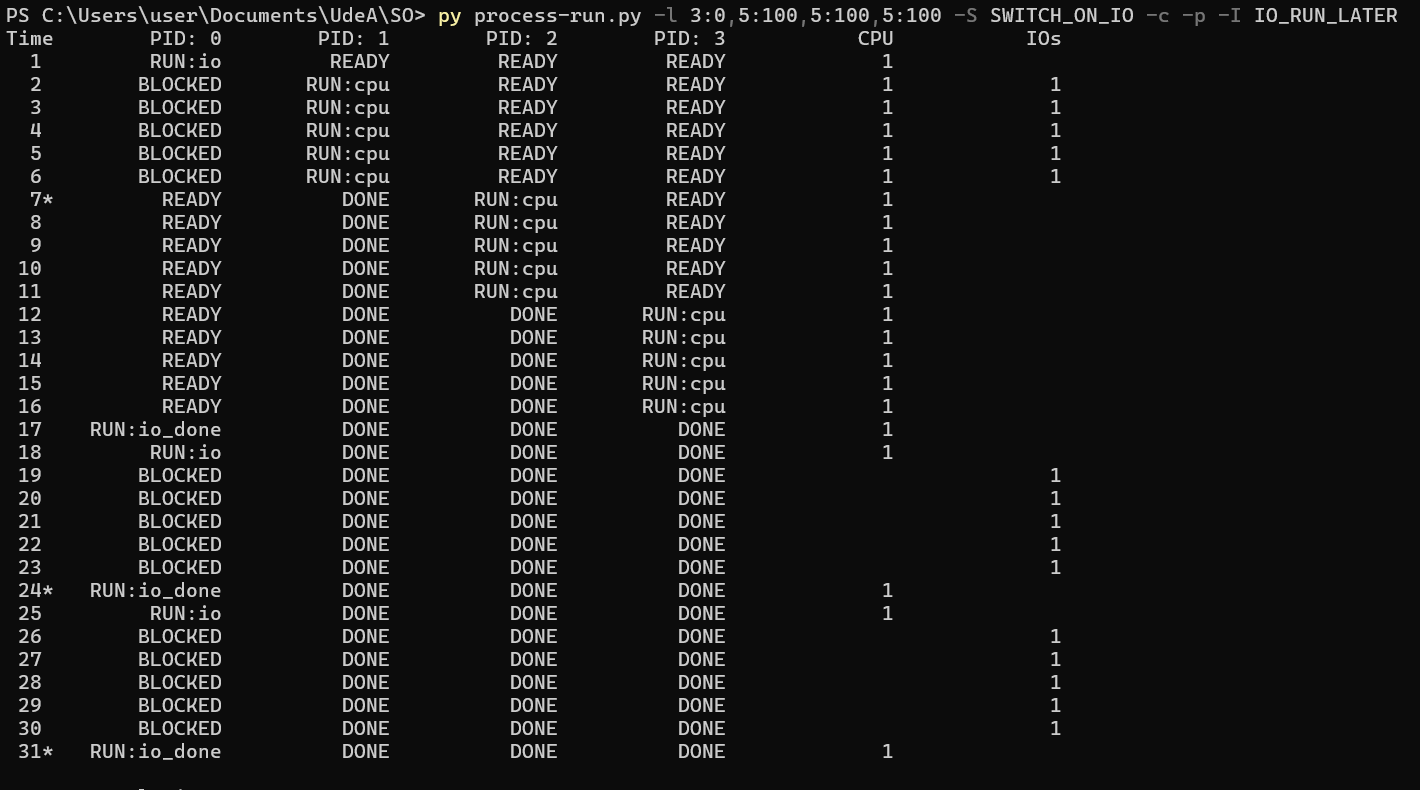 PS C:\Users\user\Documents\UdeA\SO> py process-run.py -l 3:0,5:100,5:100,5:100 -S SWITCH_ON_IO -c -p -I IO_RUN_LATER
Time PID: 0 PID: 1 PID: 2 PID: 3 CPU IOs
1 RUN:io READY READY READY 1
2 BLOCKED RUN:cpu READY READY 1 1
3 BLOCKED RUN:cpu READY READY 1 1
4 BLOCKED RUN:cpu READY READY 1 1
5 BLOCKED RUN:cpu READY READY 1 1
6 BLOCKED RUN:cpu READY READY 1 1
7* READY DONE RUN:cpu READY 1
8 READY DONE RUN:cpu READY 1
9 READY DONE RUN:cpu READY 1
10 READY DONE RUN:cpu READY 1
11 READY DONE RUN:cpu READY 1
12 READY DONE DONE RUN:cpu 1
13 READY DONE DONE RUN:cpu 1
14 READY DONE DONE RUN:cpu 1
15 READY DONE DONE RUN:cpu 1
16 READY DONE DONE RUN:cpu 1
17 RUN:io_done DONE DONE DONE 1
18 RUN:io DONE DONE DONE 1
19 BLOCKED DONE DONE DONE 1
20 BLOCKED DONE DONE DONE 1
21 BLOCKED DONE DONE DONE 1
22 BLOCKED DONE DONE DONE 1
23 BLOCKED DONE DONE DONE 1
24* RUN:io_done DONE DONE DONE 1
25 RUN:io DONE DONE DONE 1
26 BLOCKED DONE DONE DONE 1
27 BLOCKED DONE DONE DONE 1
28 BLOCKED DONE DONE DONE 1
29 BLOCKED DONE DONE DONE 1
30 BLOCKED DONE DONE DONE 1
31* RUN:io_done DONE DONE DONE 1